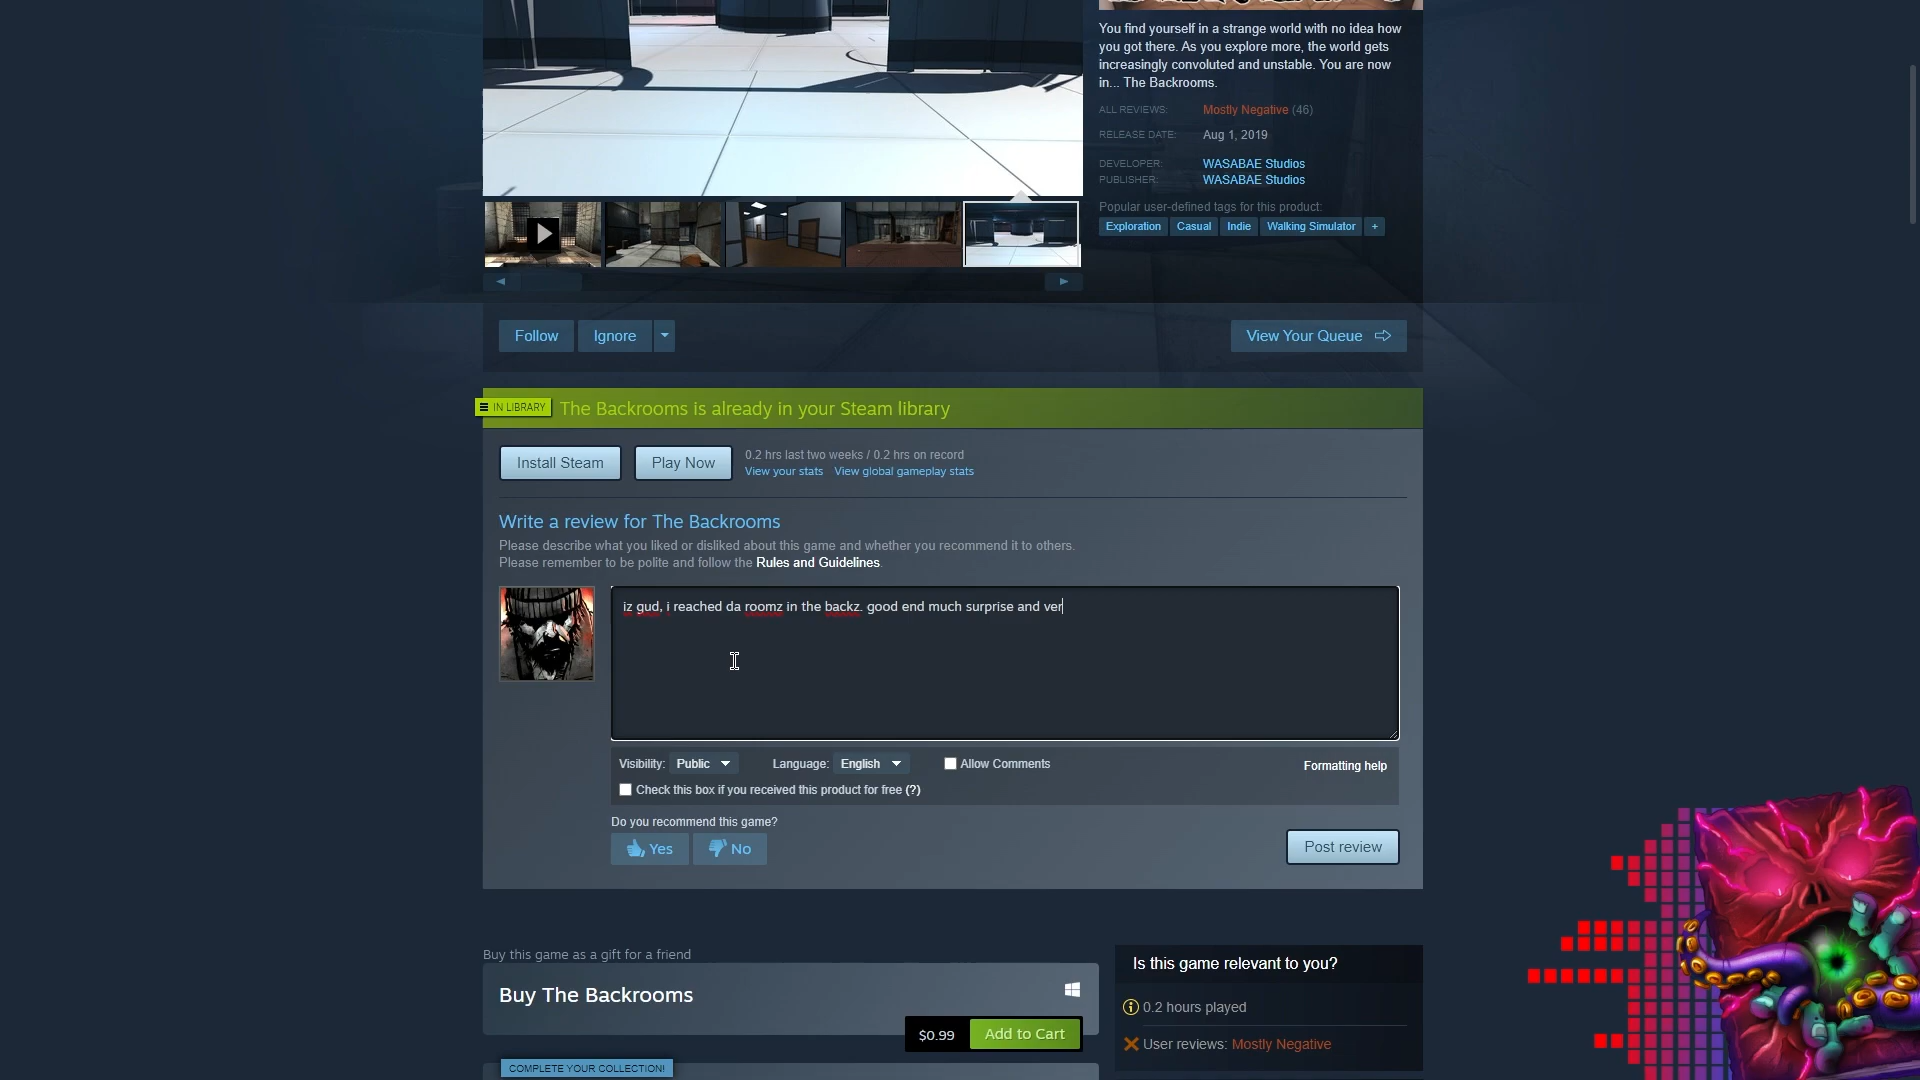 You find yourself in a strange world with no idea how
you got there. As you explore more, the world gets
increasingly convoluted and unstable. You are now
in... The Backrooms.
ALL REVIEWS: Mostly Negative (46)
RELEASE DATE: Aug 1, 2019
DEVELOPER: WASABAE Studios
PUBLISHER: WASABAE Studios
Popular user-defined tags for this product:
Exploration Casual Indie Walking Simulator +
Follow Ignore View Your Queue
IN LIBRARY The Backrooms is already in your Steam library
Install Steam Play Now 0.2 hrs last two weeks / 0.2 hrs on record
View your stats View global gameplay stats
Write a review for The Backrooms
Please describe what you liked or disliked about this game and whether you recommend it to others.
Please remember to be polite and follow the Rules and Guidelines.
iz gud, i reached da roomz in the backz. good end much surprise and ver
Visibility: Public Language: English Allow Comments Formatting help
Check this box if you received this product for free (?)
Do you recommend this game?
Yes No Post review
Buy this game as a gift for a friend
Buy The Backrooms
$0.99 Add to Cart
COMPLETE YOUR COLLECTION!
Is this game relevant to you?
0.2 hours played
User reviews: Mostly Negative